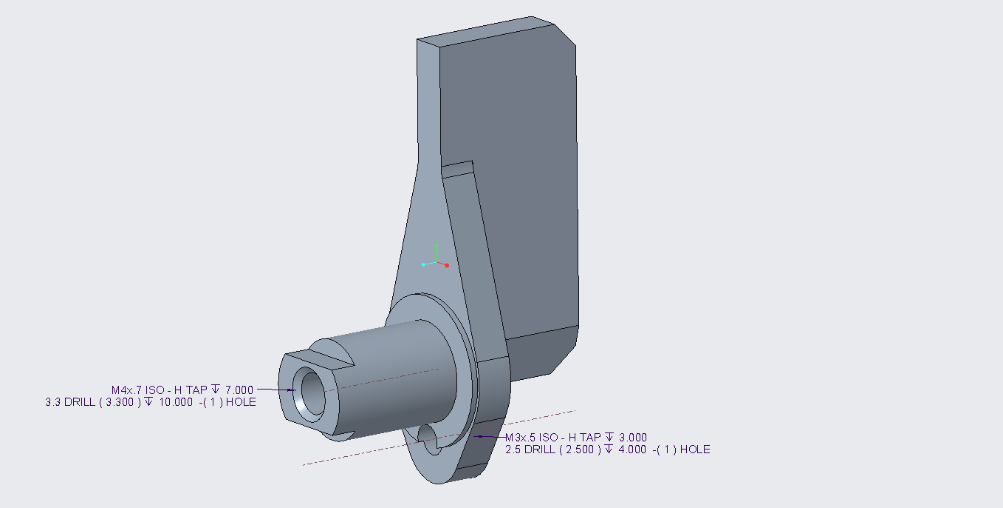 M4x.7 ISO - H TAP ↧ 7.000
3.3 DRILL ( 3.300 ) ↧ 10.000 -( 1 ) HOLE
M3x.5 ISO - H TAP ↧ 3.000
2.5 DRILL ( 2.500 ) ↧ 4.000 -( 1 ) HOLE